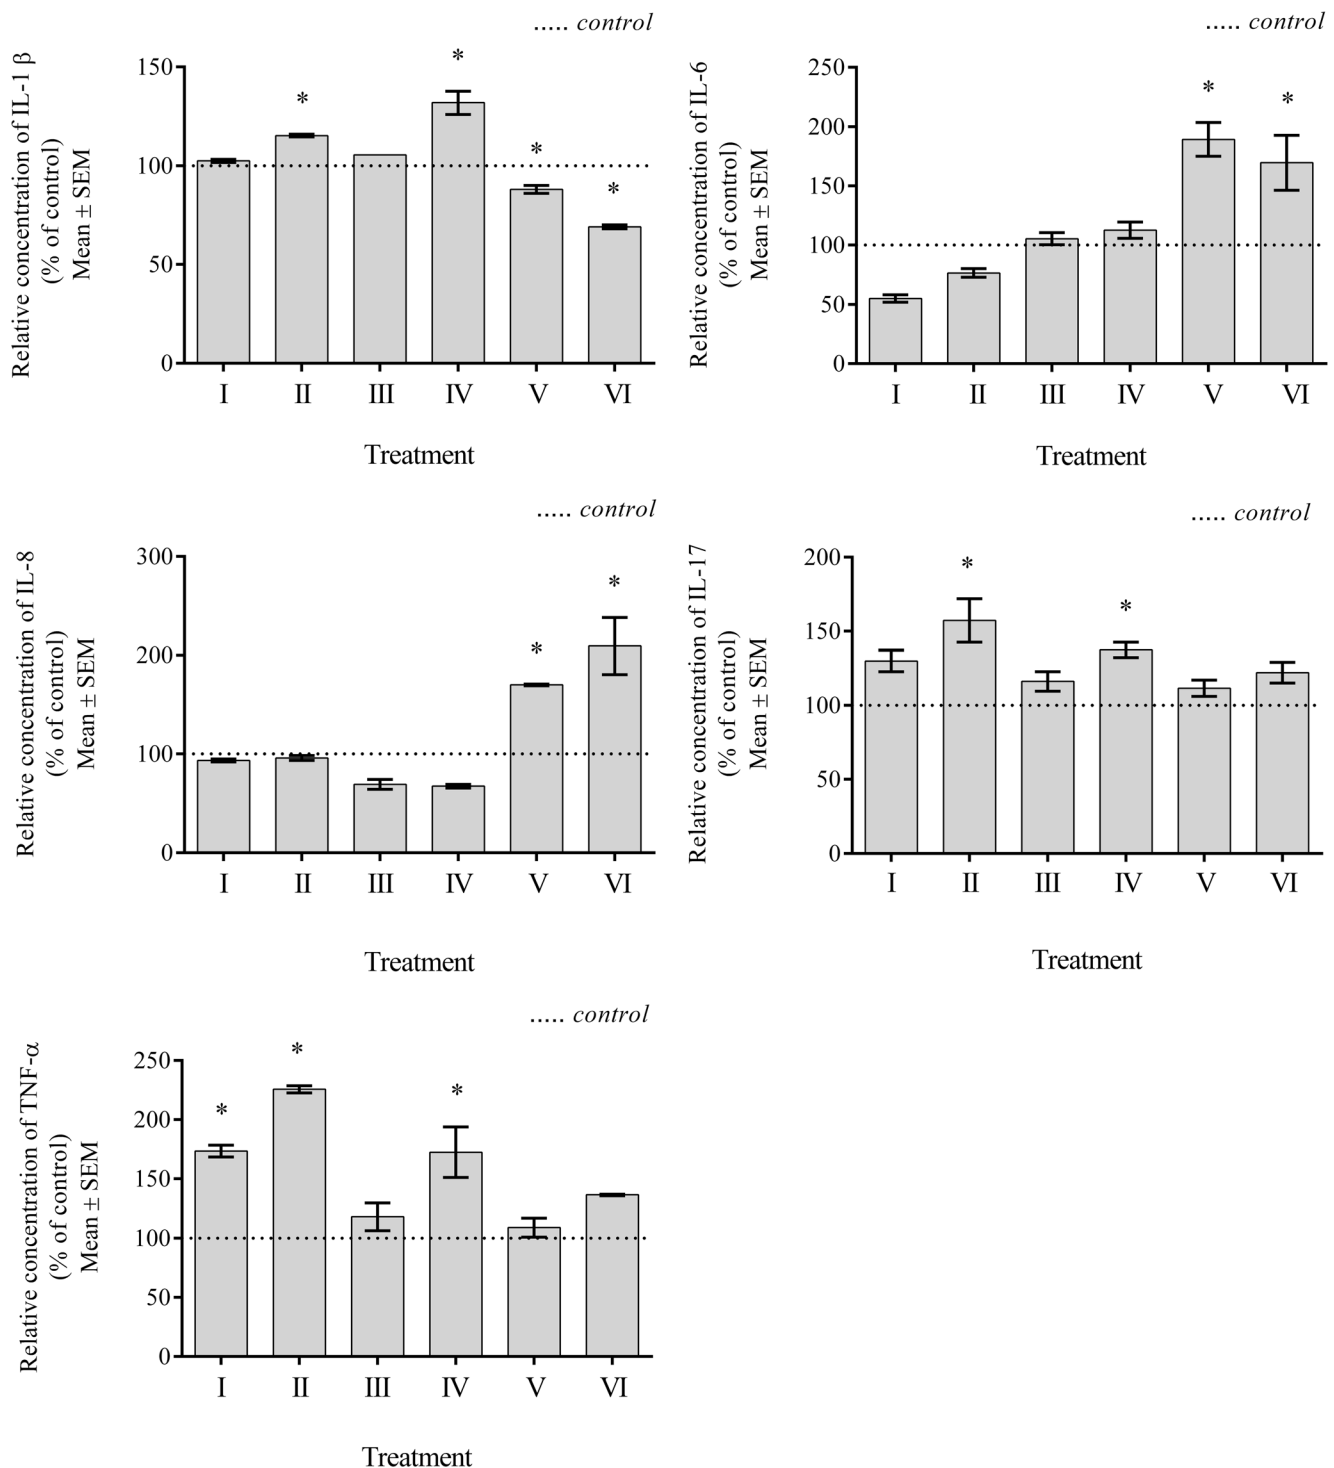 ..... control
Relative concentration of IL-1 β
(% of control)
Mean ± SEM
150
100
50
0
* * * *
I II III IV V VI
Treatment
..... control
Relative concentration of IL-6
(% of control)
Mean ± SEM
250
200
150
100
50
0
* *
I II III IV V VI
Treatment
..... control
Relative concentration of IL-8
(% of control)
Mean ± SEM
300
200
100
0
* *
I II III IV V VI
Treatment
..... control
Relative concentration of IL-17
(% of control)
Mean ± SEM
200
150
100
50
0
* *
I II III IV V VI
Treatment
..... control
Relative concentration of TNF-α
(% of control)
Mean ± SEM
250
200
150
100
50
0
* * *
I II III IV V VI
Treatment